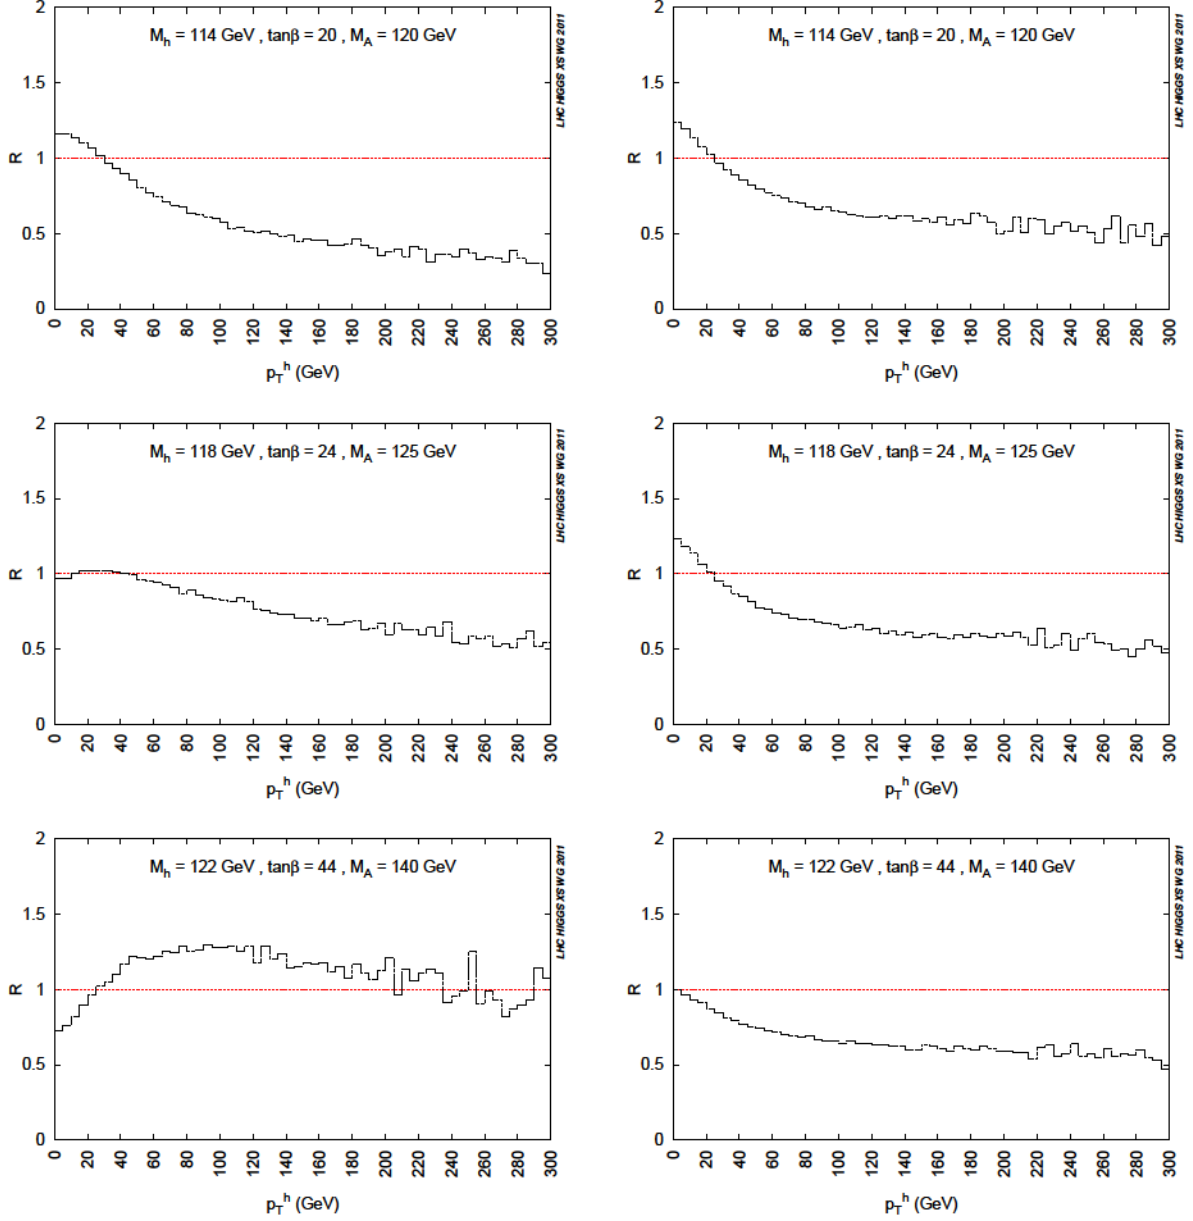 M_h = 114 GeV , tanβ = 20 , M_A = 120 GeV
LHC HIGGS XS WG 2011
R
2
1.5
1
0.5
0
0 20 40 60 80 100 120 140 160 180 200 220 240 260 280 300
p_T^h (GeV)
M_h = 114 GeV , tanβ = 20 , M_A = 120 GeV
LHC HIGGS XS WG 2011
R
2
1.5
1
0.5
0
0 20 40 60 80 100 120 140 160 180 200 220 240 260 280 300
p_T^h (GeV)
M_h = 118 GeV , tanβ = 24 , M_A = 125 GeV
LHC HIGGS XS WG 2011
R
2
1.5
1
0.5
0
0 20 40 60 80 100 120 140 160 180 200 220 240 260 280 300
p_T^h (GeV)
M_h = 118 GeV , tanβ = 24 , M_A = 125 GeV
LHC HIGGS XS WG 2011
R
2
1.5
1
0.5
0
0 20 40 60 80 100 120 140 160 180 200 220 240 260 280 300
p_T^h (GeV)
M_h = 122 GeV , tanβ = 44 , M_A = 140 GeV
LHC HIGGS XS WG 2011
R
2
1.5
1
0.5
0
0 20 40 60 80 100 120 140 160 180 200 220 240 260 280 300
p_T^h (GeV)
M_h = 122 GeV , tanβ = 44 , M_A = 140 GeV
LHC HIGGS XS WG 2011
R
2
1.5
1
0.5
0
0 20 40 60 80 100 120 140 160 180 200 220 240 260 280 300
p_T^h (GeV)